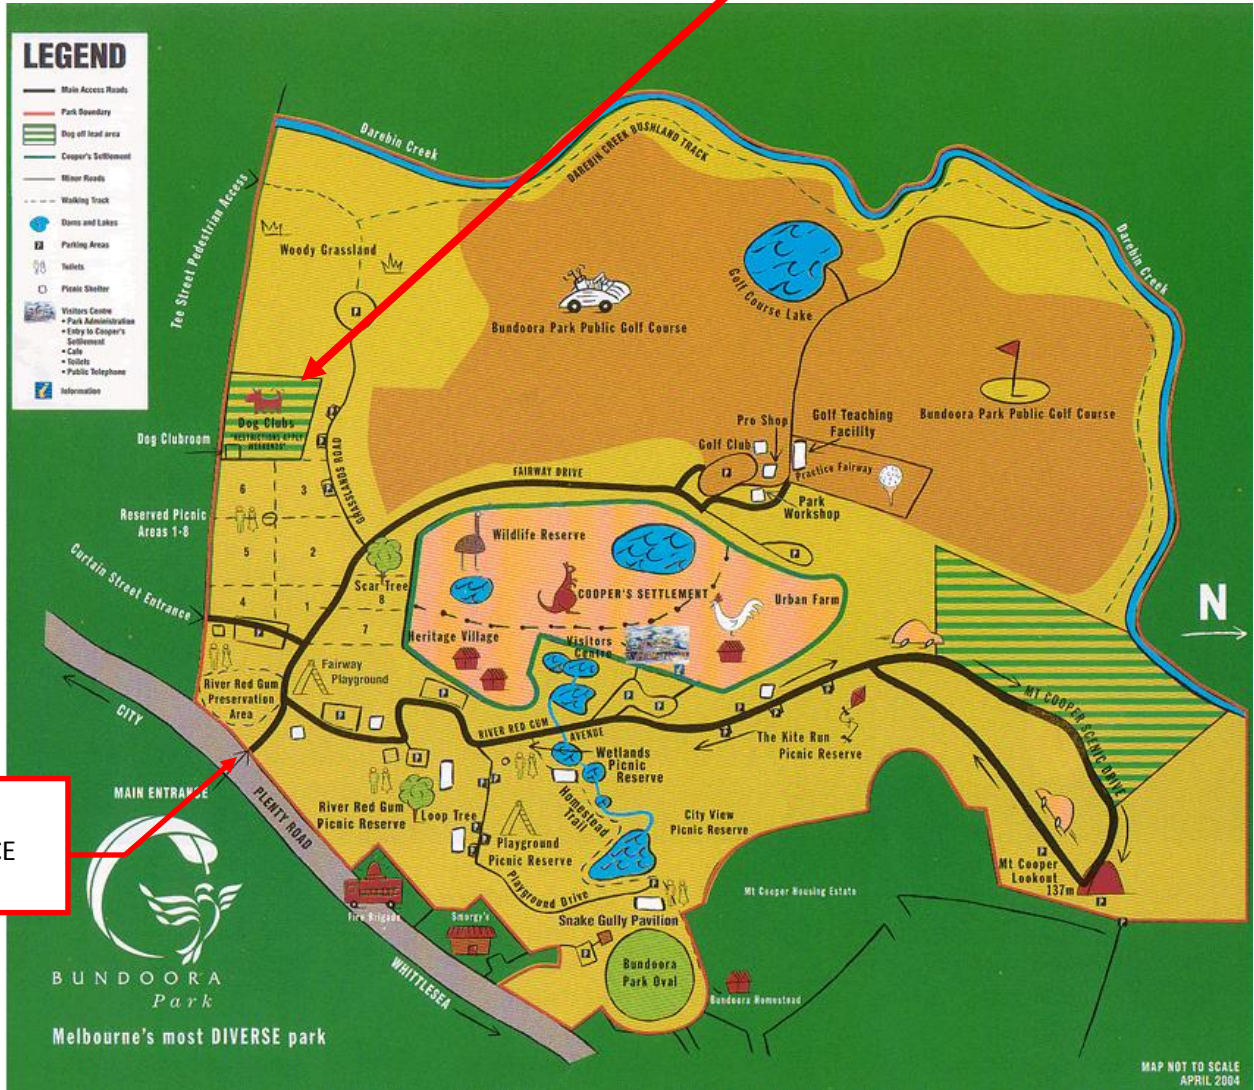 LEGEND
Main Access Roads
Park Boundary
Dog off lead area
Cooper's Settlement
Minor Roads
Walking Track
Dams and Lakes
P
Parking Areas
Toilets
Picnic Shelter
Visitors Centre
• Park Administration
• Entry to Cooper's
Settlement
• Cafe
• Toilets
• Public Telephone
Information
Darebin Creek
DAREBIN CREEK BUSHLAND TRACK
Darebin Creek
Tee Street Pedestrian Access
Woody Grassland
Golf Course Lake
Bundoora Park Public Golf Course
Bundoora Park Public Golf Course
Dog Clubs
"RESTRICTIONS APPLY
WEEKENDS"
Dog Clubroom
GRASSLANDS ROAD
Pro Shop
Golf Teaching
Facility
Golf Club
Practice Fairway
Park
Workshop
FAIRWAY DRIVE
Reserved Picnic
Areas 1-8
6
3
5
2
4
1
8
7
Curtain Street Entrance
Scar Tree
Wildlife Reserve
COOPER'S SETTLEMENT
Urban Farm
Heritage Village
Visitors
Centre
N
River Red Gum
Preservation
Area
Fairway
Playground
CITY
RIVER RED GUM
AVENUE
MT COOPER SCENIC DRIVE
The Kite Run
Picnic Reserve
Wetlands
Picnic
Reserve
MAIN ENTRANCE
CE
PLENTY ROAD
River Red Gum
Picnic Reserve
Loop Tree
Homestead
Trail
City View
Picnic Reserve
Playground
Picnic Reserve
Playground Drive
Mt Cooper
Lookout
137m
Mt Cooper Housing Estate
Fire Brigade
Smorgy's
Snake Gully Pavilion
Bundoora
Park Oval
Bundoora Homestead
WHITTLESEA
BUNDOORA
Park
Melbourne's most DIVERSE park
MAP NOT TO SCALE
APRIL 2004